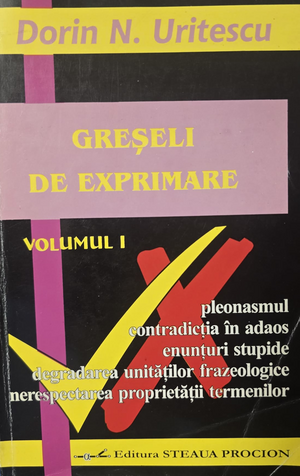 Dorin N. Uritescu
GREȘELI
DE EXPRIMARE
VOLUMUL I
pleonasmul
contradicția în adaos
enunțuri stupide
degradarea unităților frazeologice
nerespectarea proprietății termenilor
Editura STEAUA PROCION